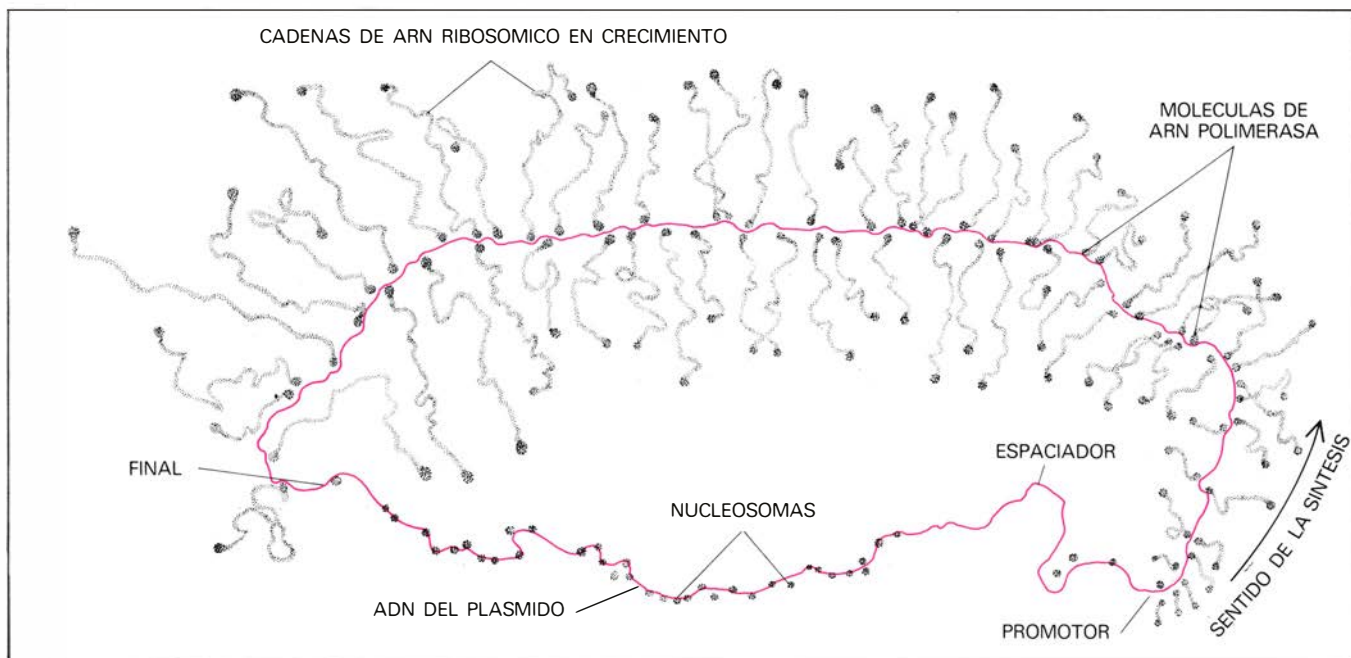 CADENAS DE ARN RIBOSOMICO EN CRECIMIENTO
MOLECULAS DE
ARN POLIMERASA
FINAL
ESPACIADOR
NUCLEOSOMAS
SENTIDO DE LA SINTESIS
ADN DEL PLASMIDO
PROMOTOR